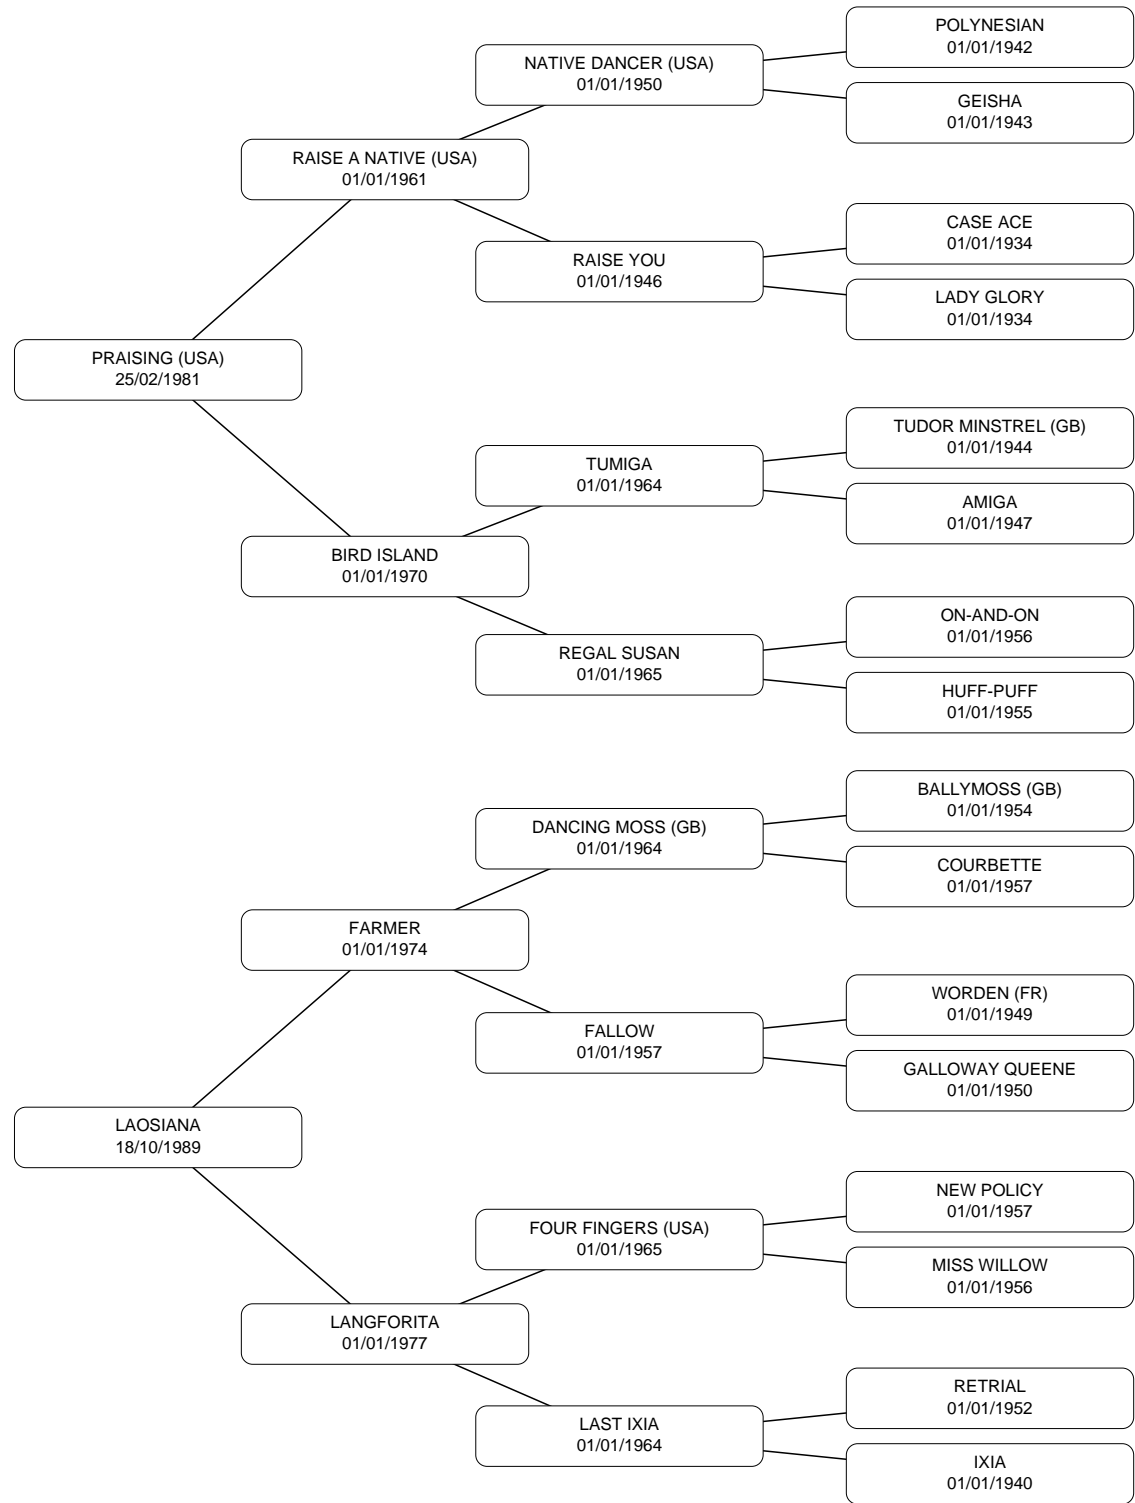 POLYNESIAN
01/01/1942
NATIVE DANCER (USA)
01/01/1950
GEISHA
01/01/1943
RAISE A NATIVE (USA)
01/01/1961
CASE ACE
01/01/1934
RAISE YOU
01/01/1946
LADY GLORY
01/01/1934
PRAISING (USA)
25/02/1981
TUDOR MINSTREL (GB)
01/01/1944
TUMIGA
01/01/1964
AMIGA
01/01/1947
BIRD ISLAND
01/01/1970
ON-AND-ON
01/01/1956
REGAL SUSAN
01/01/1965
HUFF-PUFF
01/01/1955
BALLYMOSS (GB)
01/01/1954
DANCING MOSS (GB)
01/01/1964
COURBETTE
01/01/1957
FARMER
01/01/1974
WORDEN (FR)
01/01/1949
FALLOW
01/01/1957
GALLOWAY QUEENE
01/01/1950
LAOSIANA
18/10/1989
NEW POLICY
01/01/1957
FOUR FINGERS (USA)
01/01/1965
MISS WILLOW
01/01/1956
LANGFORITA
01/01/1977
RETRIAL
01/01/1952
LAST IXIA
01/01/1964
IXIA
01/01/1940